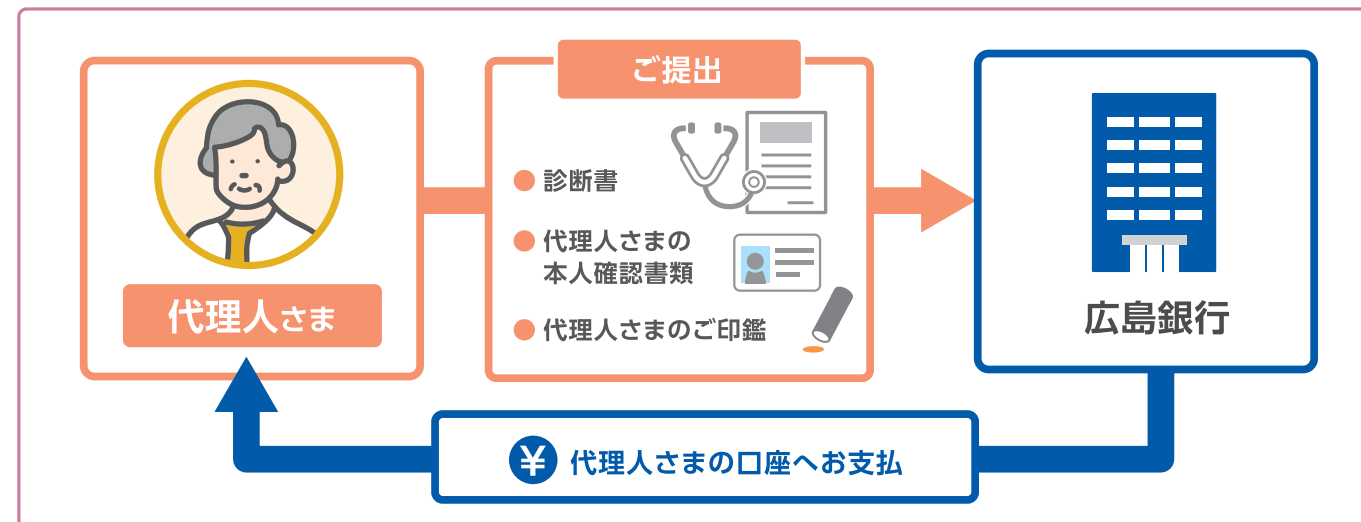 ご提出
代理人さま
● 診断書
● 代理人さまの
本人確認書類
● 代理人さまのご印鑑
広島銀行
¥ 代理人さまの口座へお支払